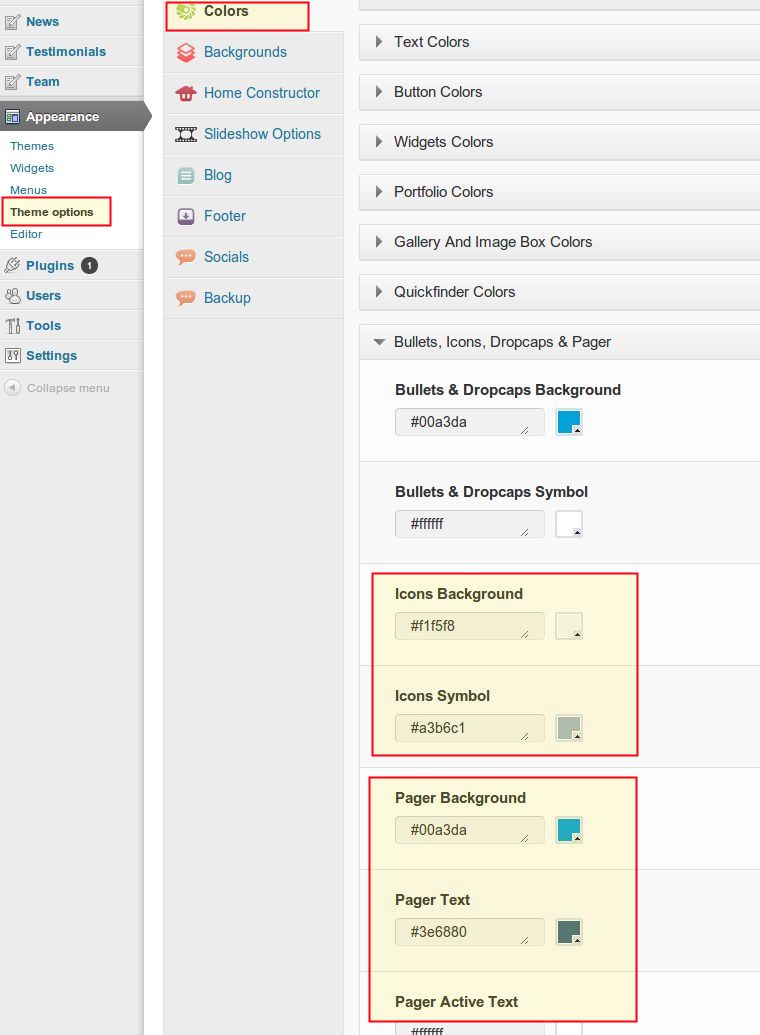 News
Testimonials
Team
Appearance
Themes
Widgets
Menus
Theme options
Editor
Plugins 1
Users
Tools
Settings
Collapse menu
Colors
Backgrounds
Home Constructor
Slideshow Options
Blog
Footer
Socials
Backup
Text Colors
Button Colors
Widgets Colors
Portfolio Colors
Gallery And Image Box Colors
Quickfinder Colors
Bullets, Icons, Dropcaps & Pager
Bullets & Dropcaps Background
#00a3da
Bullets & Dropcaps Symbol
#ffffff
Icons Background
#f1f5f8
Icons Symbol
#a3b6c1
Pager Background
#00a3da
Pager Text
#3e6880
Pager Active Text
#ffffff